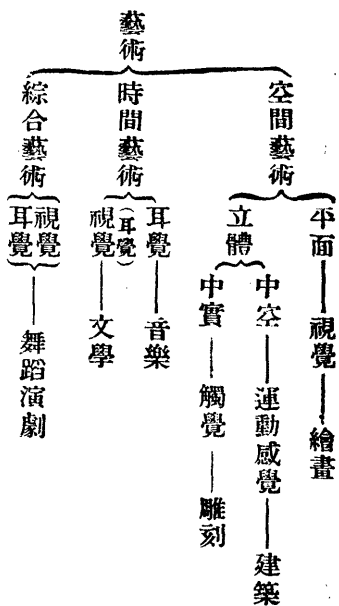 藝術
空間藝術
平面——視覺——繪畫
立體
中空——運動感覺——建築
中實——觸覺——雕刻
時間藝術
耳覺——音樂
(耳覺)
視覺——文學
綜合藝術
視覺
耳覺
舞蹈演劇